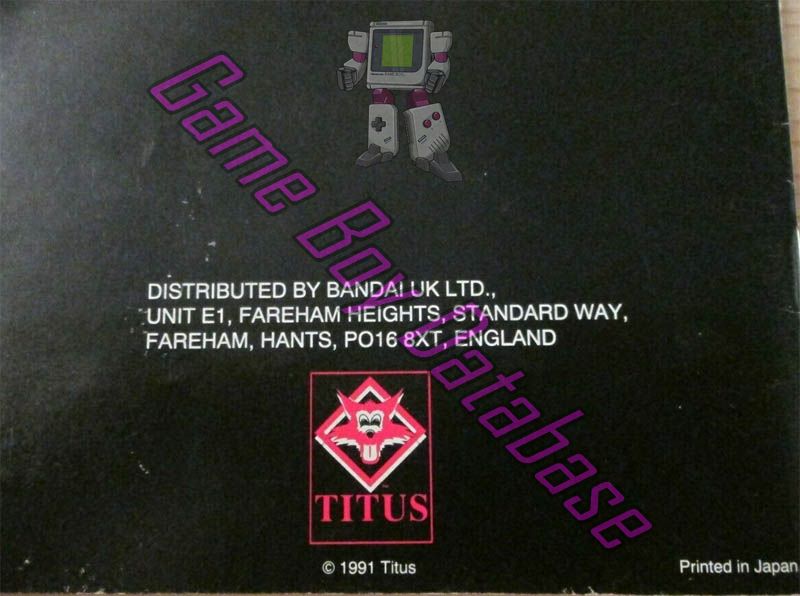 Game Boy Database
DISTRIBUTED BY BANDAI UK LTD.,
UNIT E1, FAREHAM HEIGHTS, STANDARD WAY,
FAREHAM, HANTS, PO16 8XT, ENGLAND
TITUS
© 1991 Titus
Printed in Japan